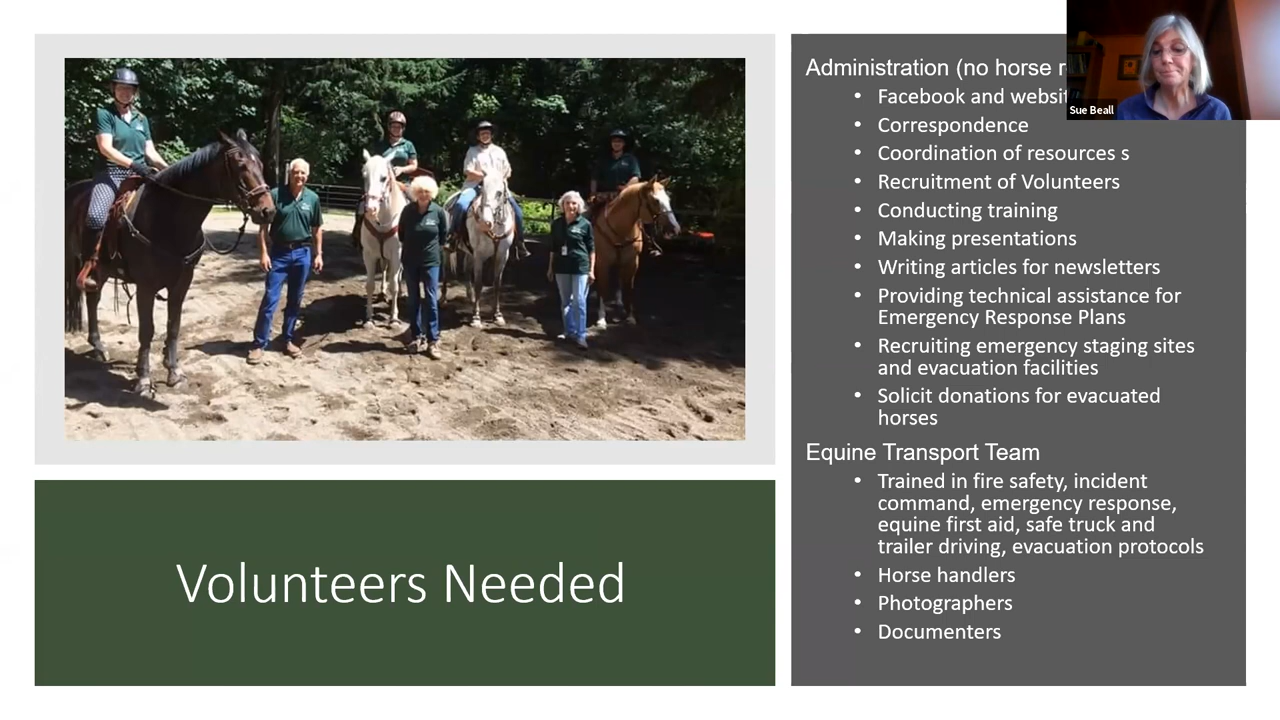 Administration (no horse
Facebook and
Sue Beall
• Correspondence
• Coordination of resources s
• Recruitment of Volunteers
• Conducting training
• Making presentations
• Writing articles for newsletters
• Providing technical assistance for
Emergency Response Plans
• Recruiting emergency staging sites
and evacuation facilities
• Solicit donations for evacuated
horses
Equine Transport Team
• Trained in fire safety, incident
command, emergency response,
equine first aid, safe truck and
trailer driving, evacuation protocols
• Horse handlers
• Photographers
• Documenters
Volunteers Needed